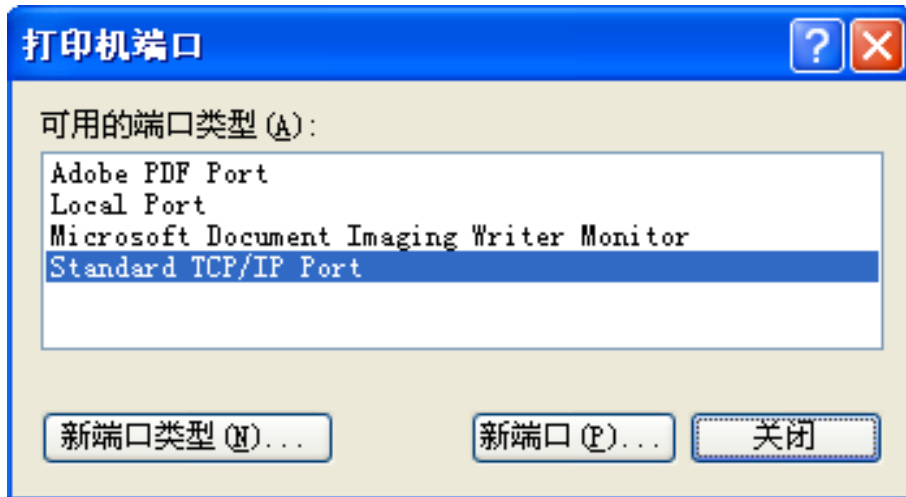 打印机端口
可用的端口类型(A):
Adobe PDF Port
Local Port
Microsoft Document Imaging Writer Monitor
Standard TCP/IP Port
新端口类型(N)... 新端口(P)... 关闭